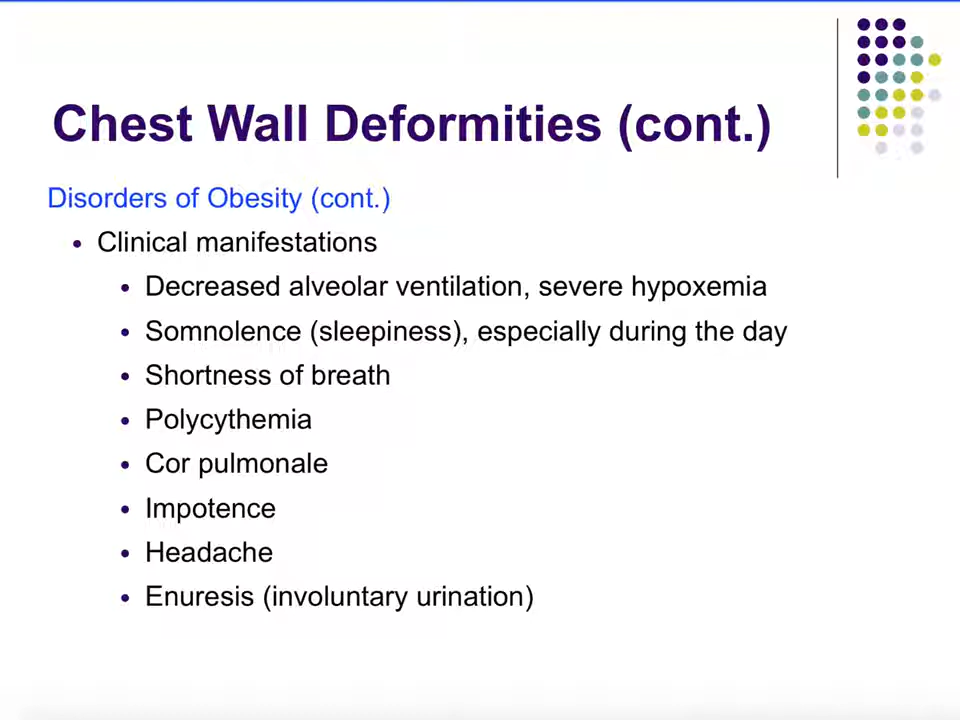 Chest Wall Deformities (cont.)
Disorders of Obesity (cont.)
• Clinical manifestations
• Decreased alveolar ventilation, severe hypoxemia
• Somnolence (sleepiness), especially during the day
• Shortness of breath
• Polycythemia
• Cor pulmonale
• Impotence
• Headache
• Enuresis (involuntary urination)